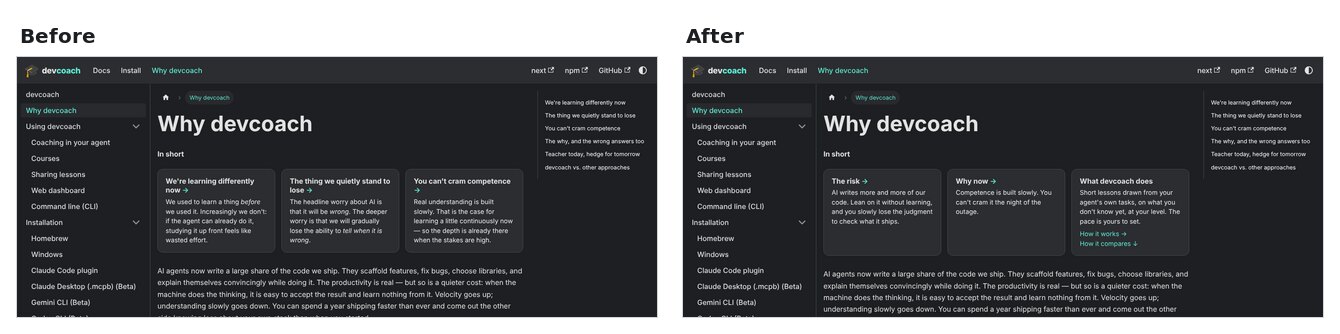 Before
devcoach Docs Install Why devcoach next npm GitHub
devcoach
Why devcoach
Using devcoach
Coaching in your agent
Courses
Sharing lessons
Web dashboard
Command line (CLI)
Installation
Homebrew
Windows
Claude Code plugin
Claude Desktop (.mcpb) (Beta)
Gemini CLI (Beta)
Why devcoach
Why devcoach
In short
We're learning differently
now →
We used to learn a thing before
we used it. Increasingly we don't:
if the agent can already do it,
studying it up front feels like
wasted effort.
The thing we quietly stand to
lose →
The headline worry about AI is
that it will be wrong. The deeper
worry is that we will gradually
lose the ability to tell when it is
wrong.
You can't cram competence
→
Real understanding is built
slowly. That is the case for
learning a little continuously now
— so the depth is already there
when the stakes are high.
AI agents now write a large share of the code we ship. They scaffold features, fix bugs, choose libraries, and
explain themselves convincingly while doing it. The productivity is real — but so is a quieter cost: when the
machine does the thinking, it is easy to accept the result and learn nothing from it. Velocity goes up;
understanding slowly goes down. You can spend a year shipping faster than ever and come out the other
We're learning differently now
The thing we quietly stand to lose
You can't cram competence
The why, and the wrong answers too
Teacher today, hedge for tomorrow
devcoach vs. other approaches
After
devcoach Docs Install Why devcoach next npm GitHub
devcoach
Why devcoach
Using devcoach
Coaching in your agent
Courses
Sharing lessons
Web dashboard
Command line (CLI)
Installation
Homebrew
Windows
Claude Code plugin
Claude Desktop (.mcpb) (Beta)
Gemini CLI (Beta)
Why devcoach
Why devcoach
In short
The risk →
AI writes more and more of our
code. Lean on it without learning,
and you slowly lose the judgment
to check what it ships.
Why now →
Competence is built slowly. You
can't cram it the night of the
outage.
What devcoach does
Short lessons drawn from your
agent's own tasks, on what you
don't know yet, at your level. The
pace is yours to set.
How it works →
How it compares ↓
AI agents now write a large share of the code we ship. They scaffold features, fix bugs, choose libraries, and
explain themselves convincingly while doing it. The productivity is real — but so is a quieter cost: when the
machine does the thinking, it is easy to accept the result and learn nothing from it. Velocity goes up;
understanding slowly goes down. You can spend a year shipping faster than ever and come out the other
We're learning differently now
The thing we quietly stand to lose
You can't cram competence
The why, and the wrong answers too
Teacher today, hedge for tomorrow
devcoach vs. other approaches